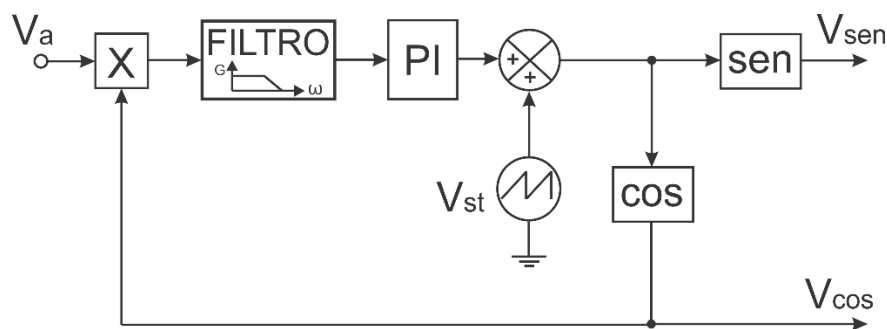 Va
X
FILTRO
G
ω
PI
+
+
Vst
sen
Vsen
cos
Vcos